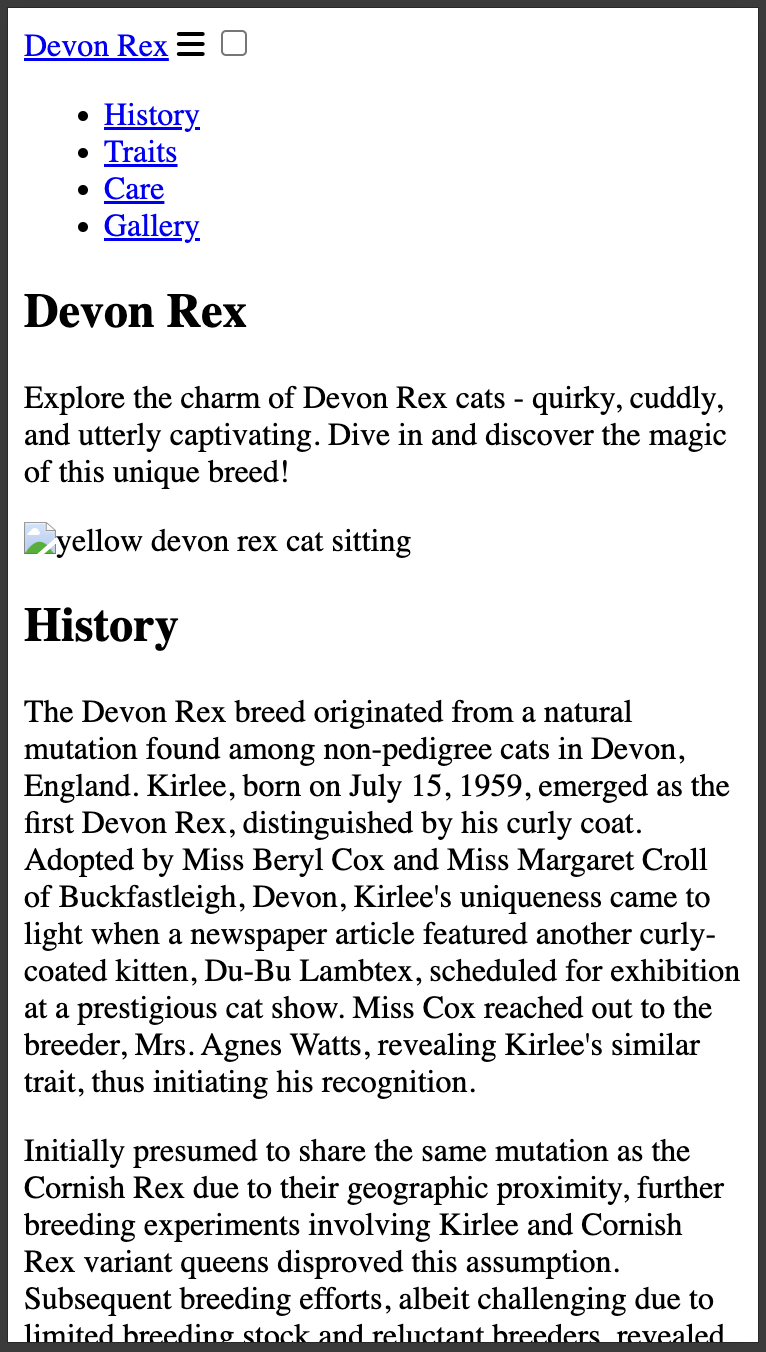 Devon Rex
History
Traits
Care
Gallery
Devon Rex
Explore the charm of Devon Rex cats - quirky, cuddly,
and utterly captivating. Dive in and discover the magic
of this unique breed!
yellow devon rex cat sitting
History
The Devon Rex breed originated from a natural
mutation found among non-pedigree cats in Devon,
England. Kirlee, born on July 15, 1959, emerged as the
first Devon Rex, distinguished by his curly coat.
Adopted by Miss Beryl Cox and Miss Margaret Croll
of Buckfastleigh, Devon, Kirlee's uniqueness came to
light when a newspaper article featured another curly-
coated kitten, Du-Bu Lambtex, scheduled for exhibition
at a prestigious cat show. Miss Cox reached out to the
breeder, Mrs. Agnes Watts, revealing Kirlee's similar
trait, thus initiating his recognition.
Initially presumed to share the same mutation as the
Cornish Rex due to their geographic proximity, further
breeding experiments involving Kirlee and Cornish
Rex variant queens disproved this assumption.
Subsequent breeding efforts, albeit challenging due to
limited breeding stock and reluctant breeders, revealed